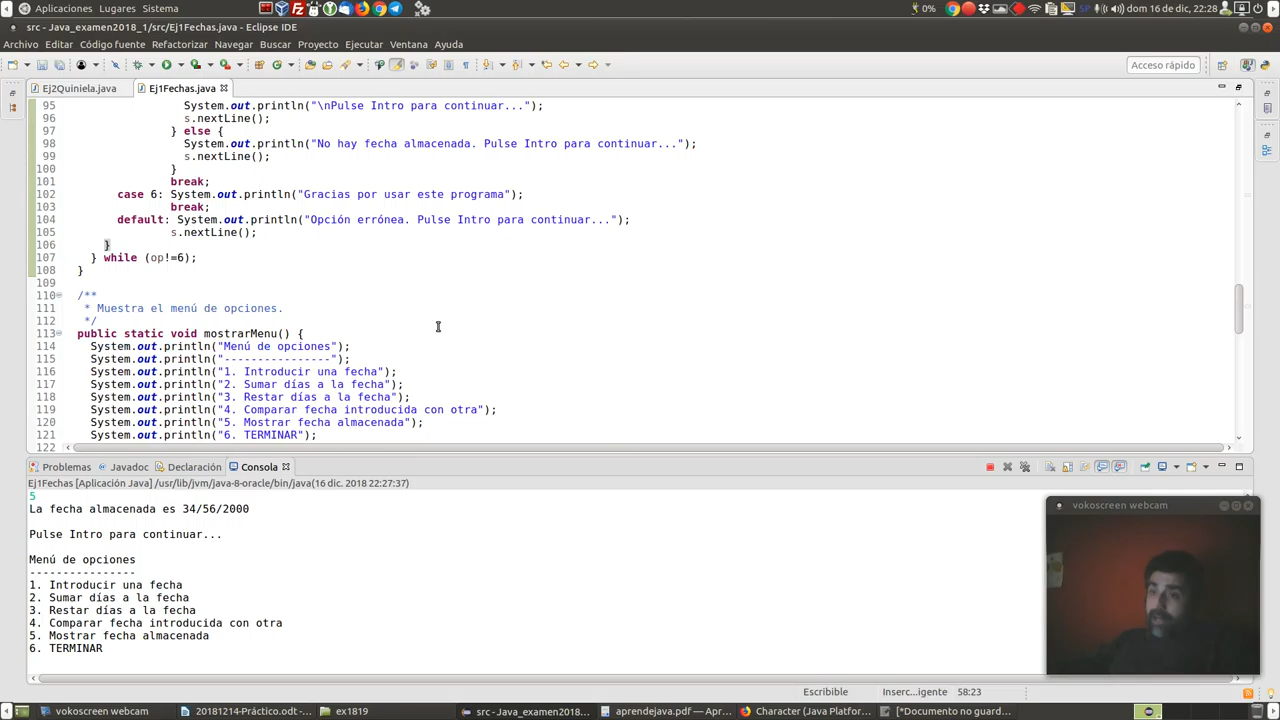 Aplicaciones Lugares Sistema
0% SP dom 16 de dic, 22:28
src - Java_examen2018_1/src/Ej1Fechas.java - Eclipse IDE
Archivo Editar Código fuente Refactorizar Navegar Buscar Proyecto Ejecutar Ventana Ayuda
Acceso rápido
Ej2Quiniela.java Ej1Fechas.java
95 System.out.println("\nPulse Intro para continuar...");
96 s.nextLine();
97 } else {
98 System.out.println("No hay fecha almacenada. Pulse Intro para continuar...");
99 s.nextLine();
100 }
101 break;
102 case 6: System.out.println("Gracias por usar este programa");
103 break;
104 default: System.out.println("Opción errónea. Pulse Intro para continuar...");
105 s.nextLine();
106 }
107 } while (op!=6);
108 }
109
110 /**
111 * Muestra el menú de opciones.
112 */
113 public static void mostrarMenu() {
114 System.out.println("Menú de opciones");
115 System.out.println("----------------");
116 System.out.println("1. Introducir una fecha");
117 System.out.println("2. Sumar días a la fecha");
118 System.out.println("3. Restar días a la fecha");
119 System.out.println("4. Comparar fecha introducida con otra");
120 System.out.println("5. Mostrar fecha almacenada");
121 System.out.println("6. TERMINAR");
122
Problemas Javadoc Declaración Consola
Ej1Fechas [Aplicación Java] /usr/lib/jvm/java-8-oracle/bin/java(16 dic. 2018 22:27:37)
5
La fecha almacenada es 34/56/2000
Pulse Intro para continuar...
Menú de opciones
----------------
1. Introducir una fecha
2. Sumar días a la fecha
3. Restar días a la fecha
4. Comparar fecha introducida con otra
5. Mostrar fecha almacenada
6. TERMINAR
vokoscreen webcam
Escribible Inserc...igente 58:23
vokoscreen webcam 20181214-Práctico.odt -... ex1819 src - Java_examen2018... aprendejava.pdf — Apr... Character (Java Platfor... [*Documento no guard...